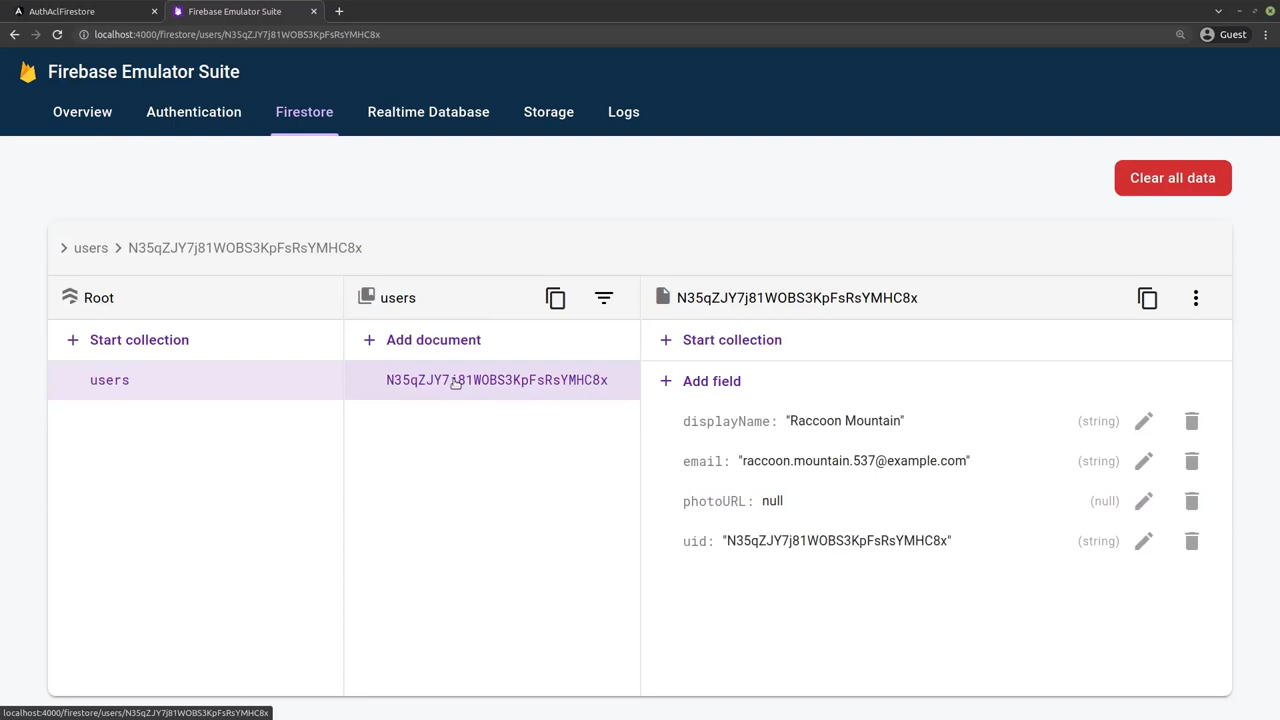 AuthAclFirestore
Firebase Emulator Suite
localhost:4000/firestore/users/N35qZJY7j81WOBS3KpFsRsYMHC8x
Guest
Firebase Emulator Suite
Overview Authentication Firestore Realtime Database Storage Logs
Clear all data
users N35qZJY7j81WOBS3KpFsRsYMHC8x
Root
Start collection
users
users
Add document
N35qZJY7j81WOBS3KpFsRsYMHC8x
N35qZJY7j81WOBS3KpFsRsYMHC8x
Start collection
Add field
displayName: "Raccoon Mountain" (string)
email: "raccoon.mountain.537@example.com" (string)
photoURL: null (null)
uid: "N35qZJY7j81WOBS3KpFsRsYMHC8x" (string)
localhost:4000/firestore/users/N35qZJY7j81WOBS3KpFsRsYMHC8x